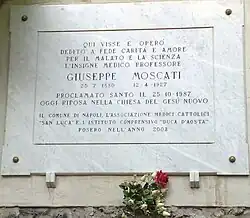 QUI VISSE E OPERÒ
DEDITO A FEDE CARITÀ E AMORE
PER IL MALATO E LA SCIENZA
L'INSIGNE MEDICO PROFESSORE
GIUSEPPE MOSCATI
25 7 1880 12 4 1927
PROCLAMATO SANTO IL 25 10 1987
OGGI RIPOSA NELLA CHIESA DEL GESÙ NUOVO
IL COMUNE DI NAPOLI, L'ASSOCIAZIONE MEDICI CATTOLICI
"SAN LUCA" E L'ISTITUTO COMPRENSIVO "DUCA D'AOSTA"
POSERO NELL'ANNO 2003